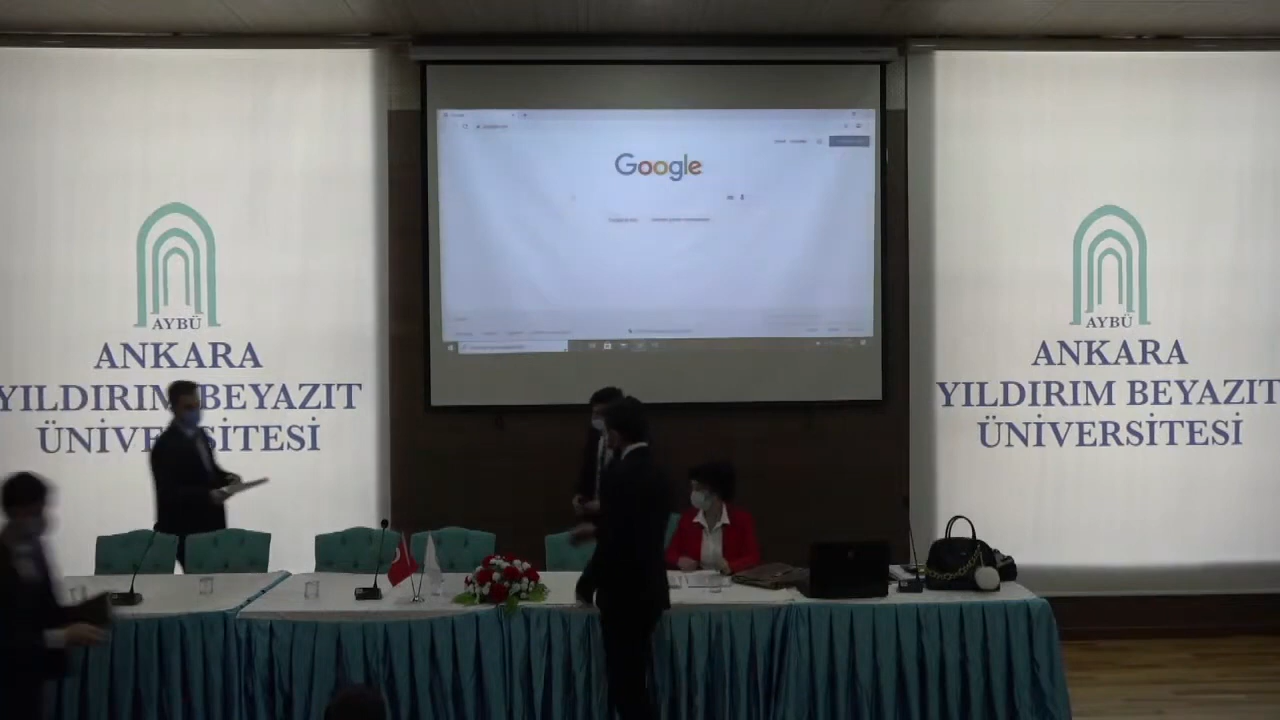 AYBÜ
ANKARA
YILDIRIM BEYAZIT
ÜNİVERSİTESİ
Google
AYBÜ
ANKARA
YILDIRIM BEYAZIT
ÜNİVERSİTESİ